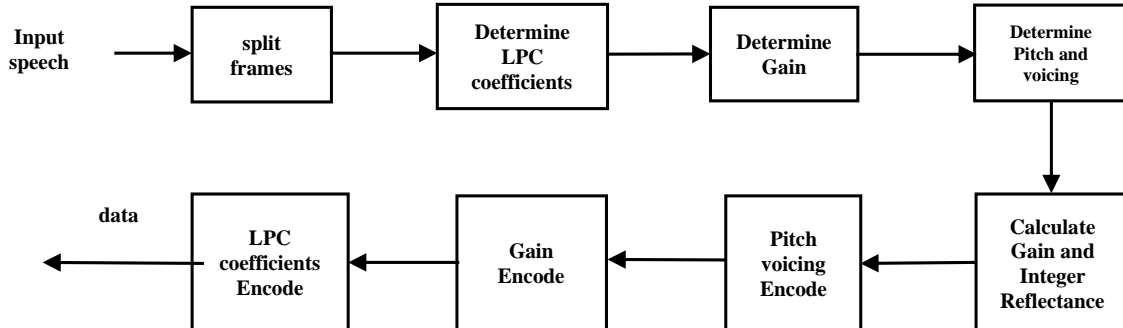 Input
speech
split
frames
Determine
LPC
coefficients
Determine
Gain
Determine
Pitch and
voicing
data
LPC
coefficients
Encode
Gain
Encode
Pitch
voicing
Encode
Calculate
Gain and
Integer
Reflectance